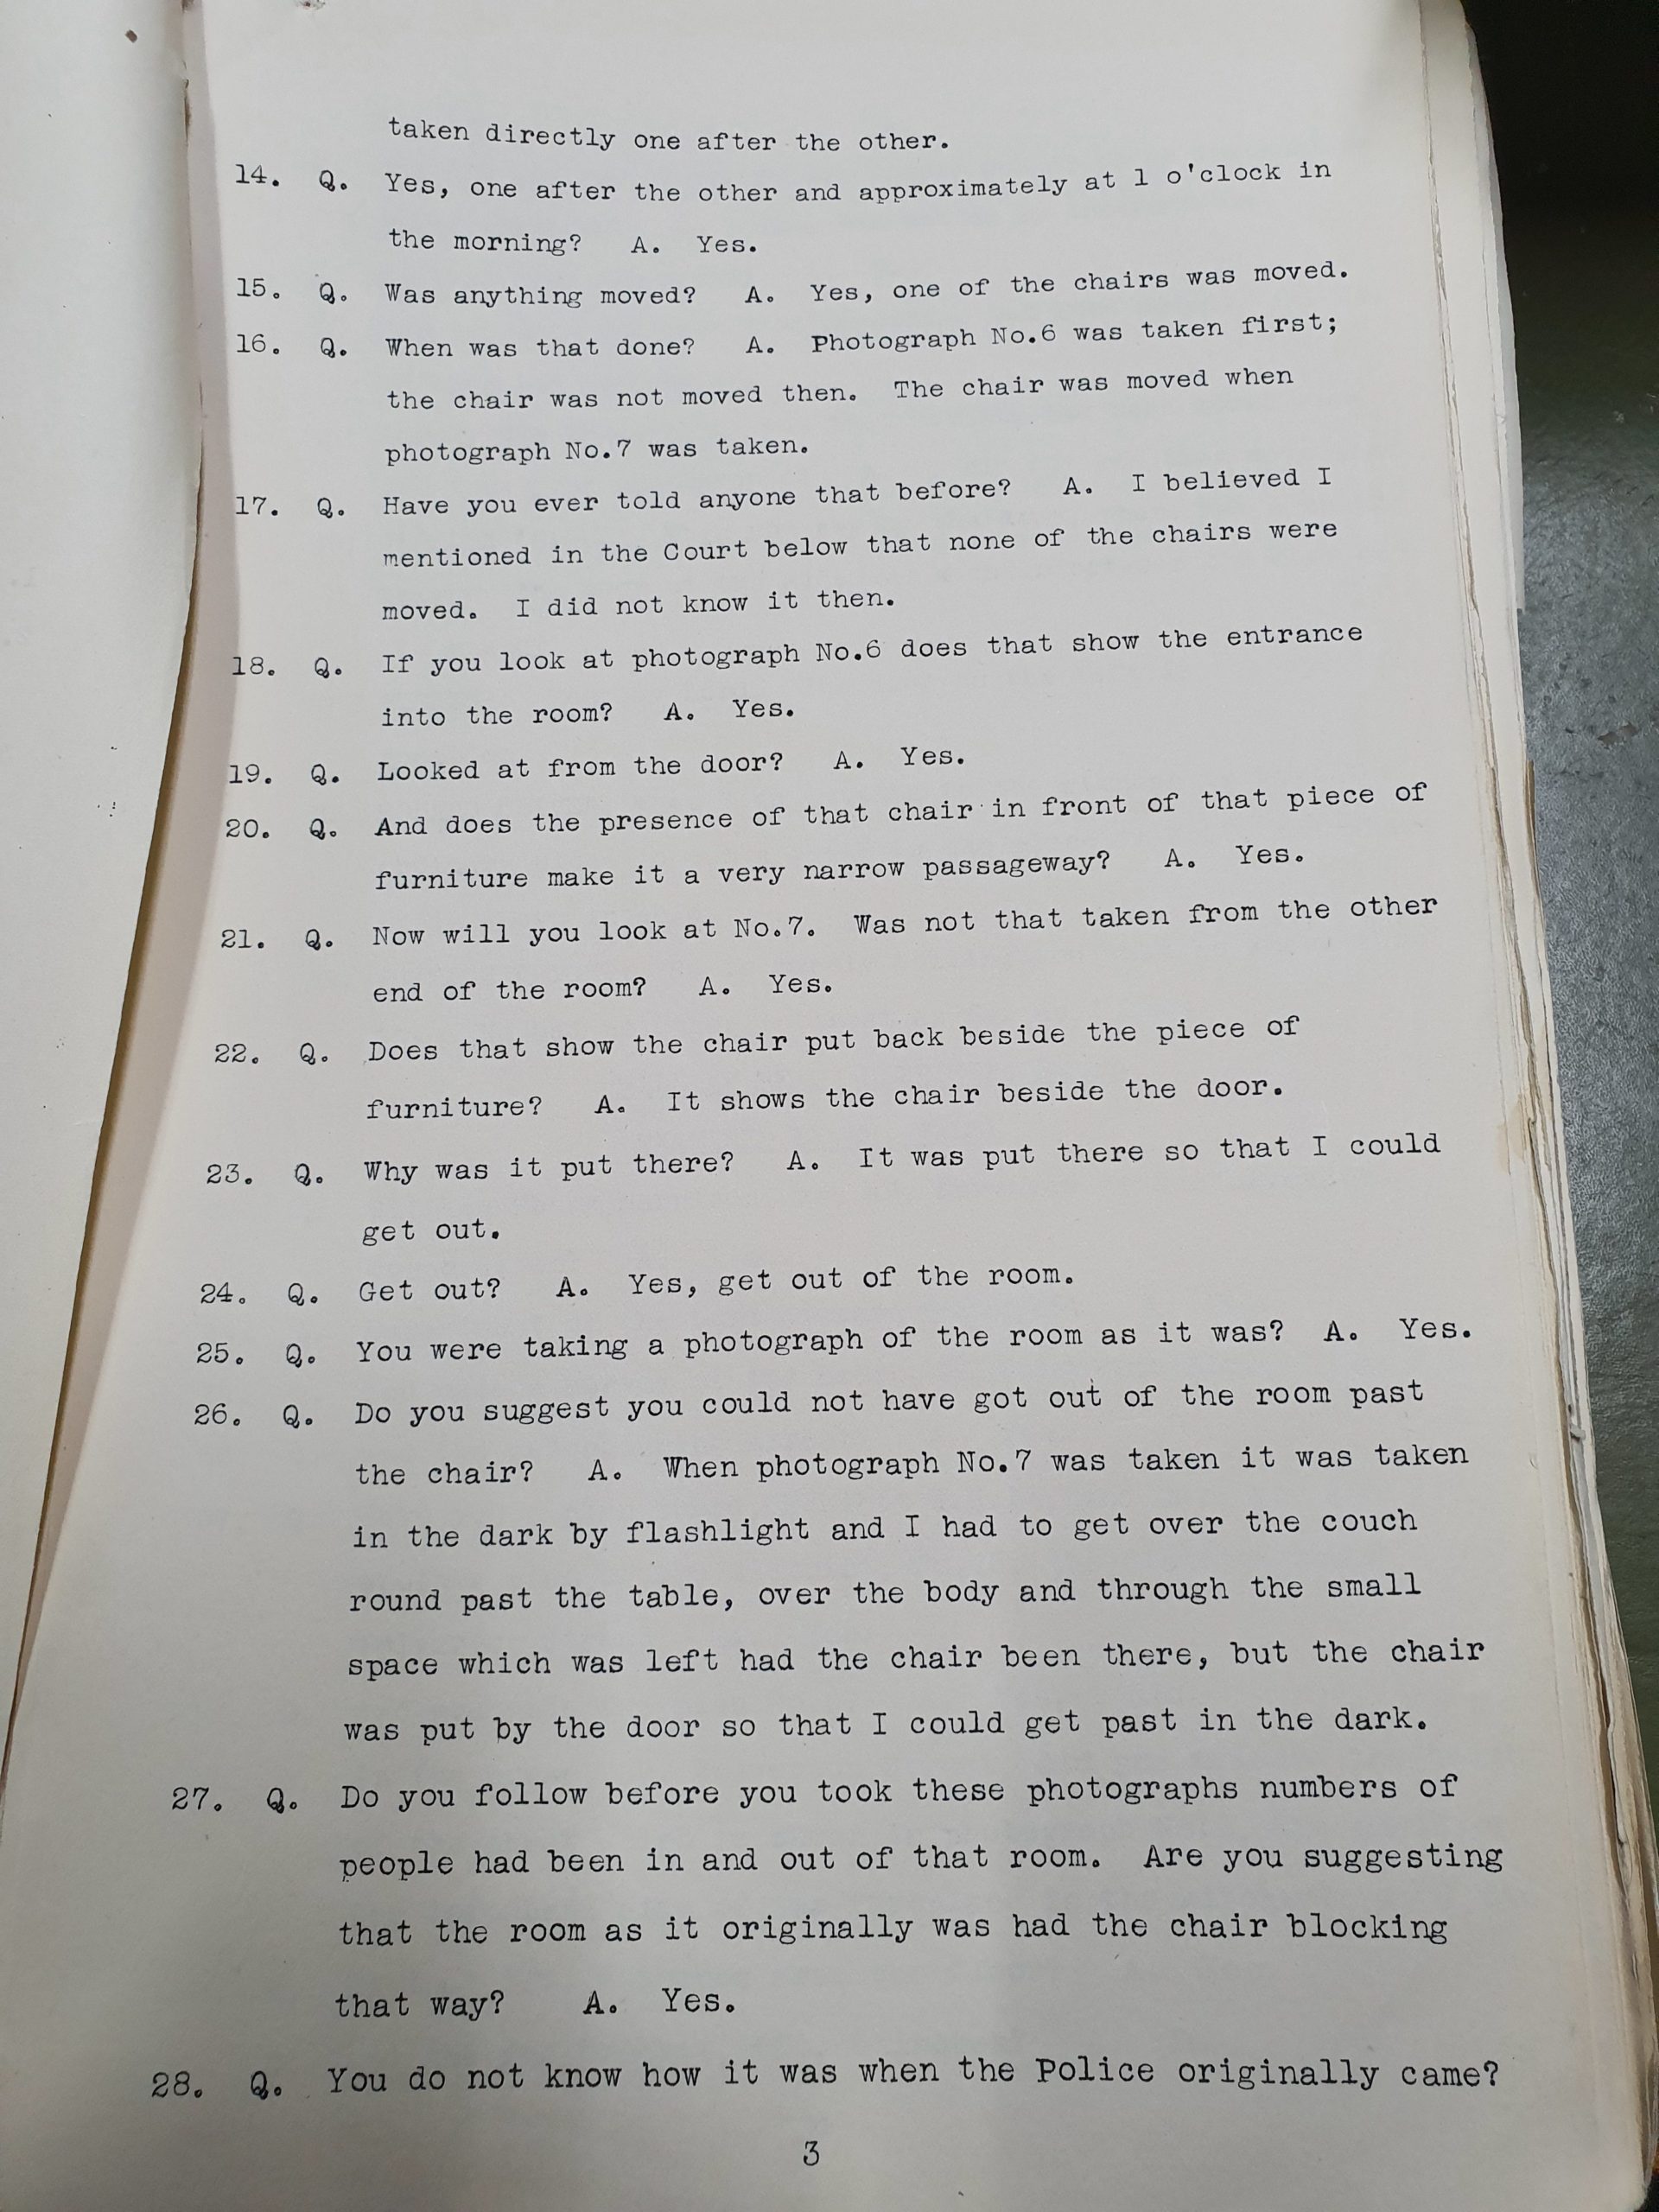 taken directly one after the other.
14. Q. Yes, one after the other and approximately at 1 o'clock in
the morning? A. Yes.
15. Q. Was anything moved? A. Yes, one of the chairs was moved.
16. Q. When was that done? A. Photograph No.6 was taken first;
the chair was not moved then. The chair was moved when
photograph No.7 was taken.
17. Q. Have you ever told anyone that before? A. I believed I
mentioned in the Court below that none of the chairs were
moved. I did not know it then.
18. Q. If you look at photograph No.6 does that show the entrance
into the room? A. Yes.
19. Q. Looked at from the door? A. Yes.
20. Q. And does the presence of that chair in front of that piece of
furniture make it a very narrow passageway? A. Yes.
21. Q. Now will you look at No.7. Was not that taken from the other
end of the room? A. Yes.
22. Q. Does that show the chair put back beside the piece of
furniture? A. It shows the chair beside the door.
23. Q. Why was it put there? A. It was put there so that I could
get out.
24. Q. Get out? A. Yes, get out of the room.
25. Q. You were taking a photograph of the room as it was? A. Yes.
26. Q. Do you suggest you could not have got out of the room past
the chair? A. When photograph No.7 was taken it was taken
in the dark by flashlight and I had to get over the couch
round past the table, over the body and through the small
space which was left had the chair been there, but the chair
was put by the door so that I could get past in the dark.
27. Q. Do you follow before you took these photographs numbers of
people had been in and out of that room. Are you suggesting
that the room as it originally was had the chair blocking
that way? A. Yes.
28. Q. You do not know how it was when the Police originally came?
3